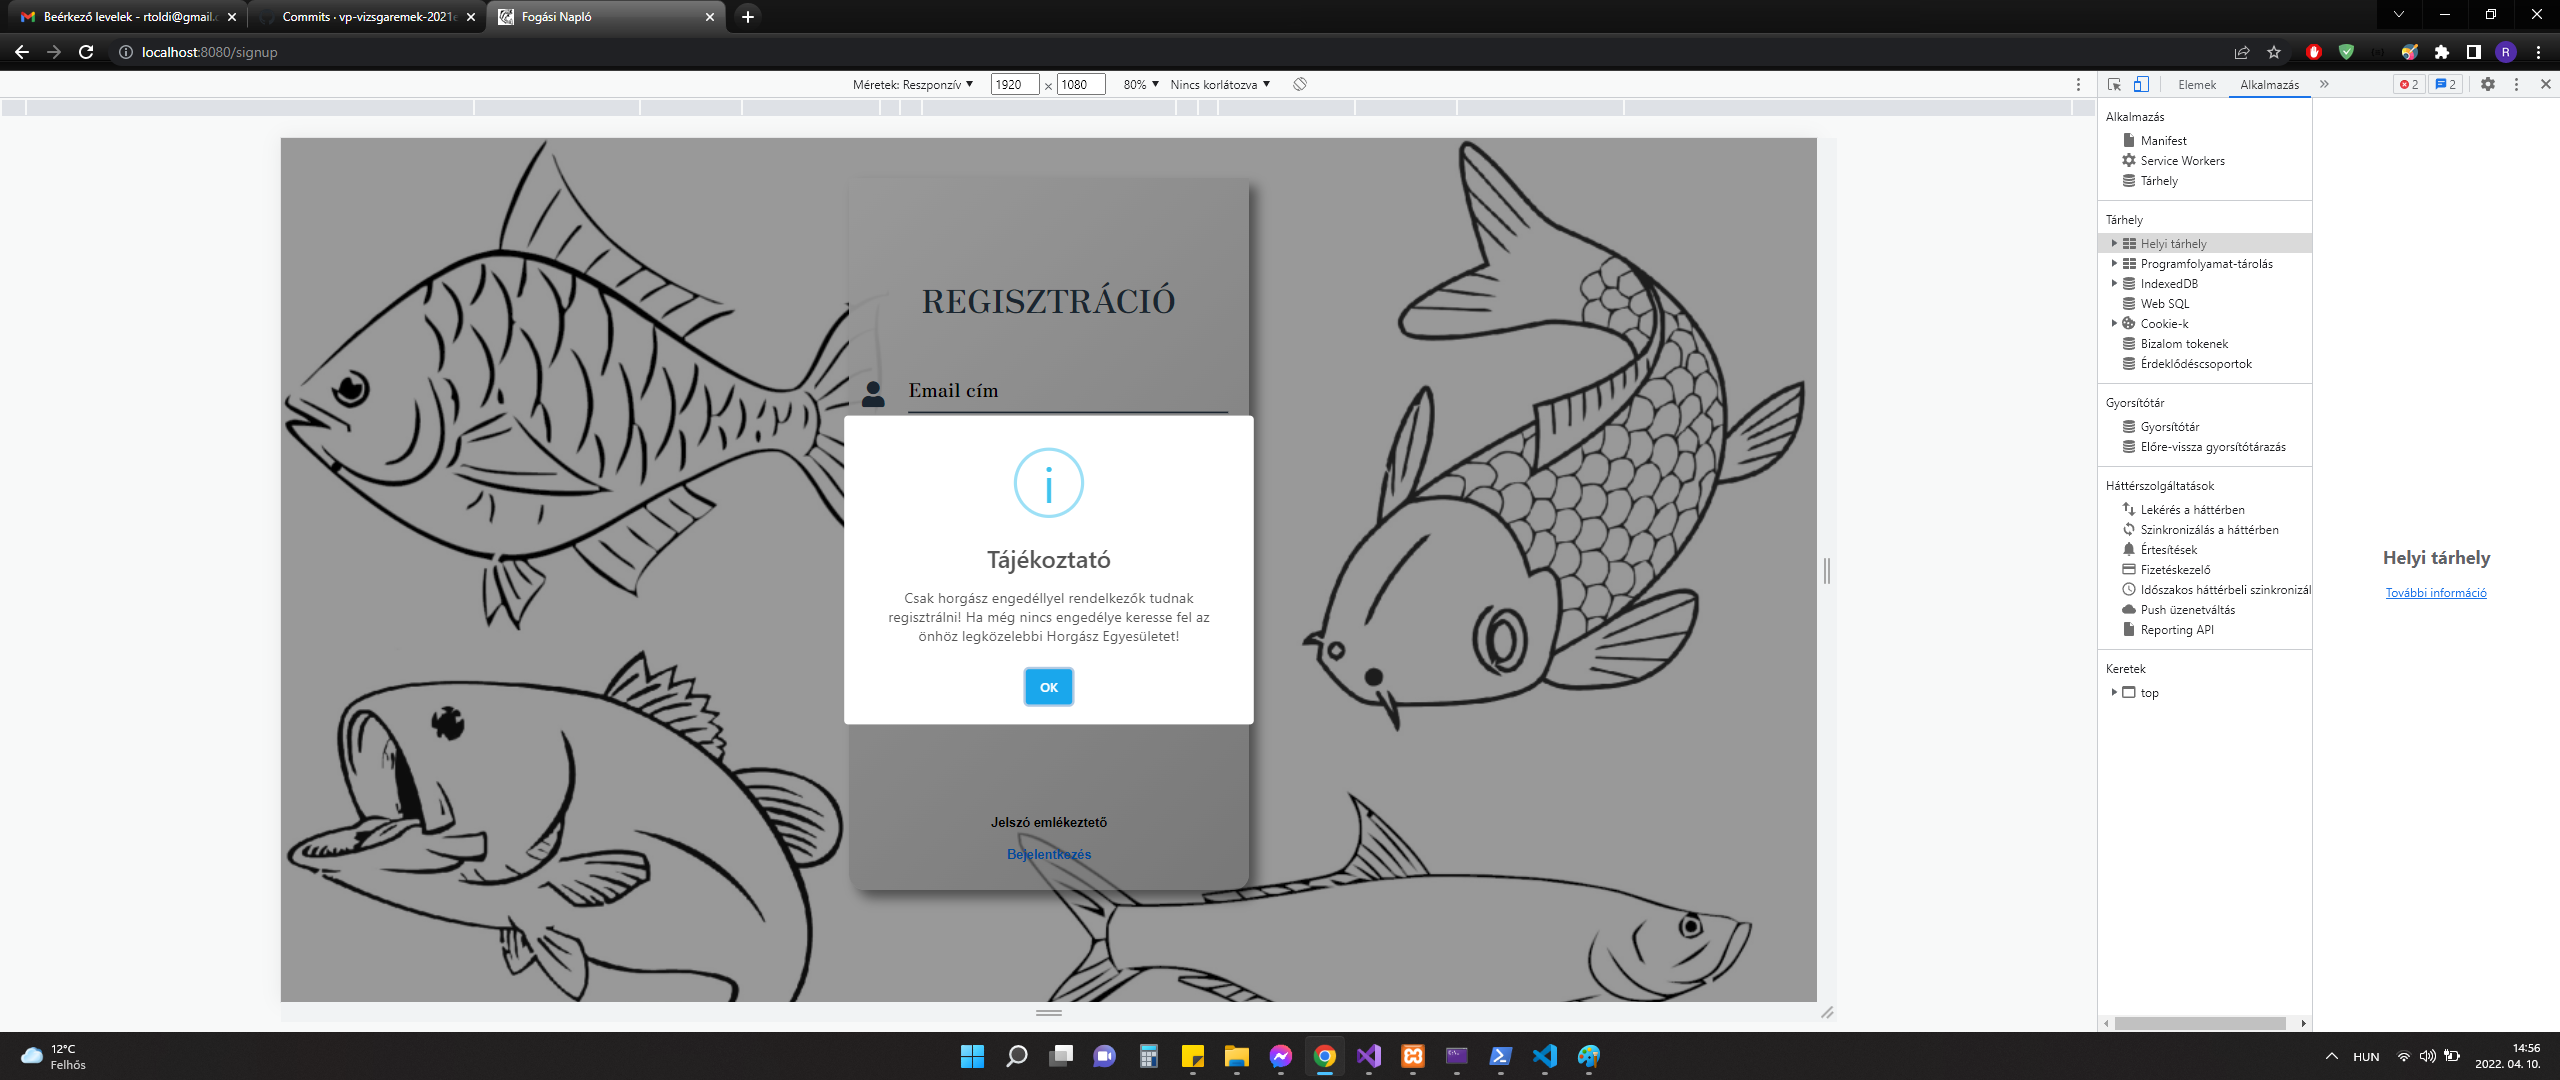 Beérkező levelek - rtoldi@gmail.c
Commits · vp-vizsgaremek-2021e
Fogási Napló
localhost:8080/signup
R
Méretek: Reszponzív
1920 × 1080
80%
Nincs korlátozva
Elemek
Alkalmazás
2
2
Alkalmazás
Manifest
Service Workers
Tárhely
Tárhely
Helyi tárhely
Programfolyamat-tárolás
IndexedDB
Web SQL
Cookie-k
Bizalom tokenek
Érdeklődéscsoportok
Gyorsítótár
Gyorsítótár
Előre-vissza gyorsítótárazás
Háttérszolgáltatások
Lekérés a háttérben
Szinkronizálás a háttérben
Értesítések
Fizetéskezelő
Időszakos háttérbeli szinkronizál
Push üzenetváltás
Reporting API
Keretek
top
Helyi tárhely
További információ
REGISZTRÁCIÓ
Email cím
i
Tájékoztató
Csak horgász engedéllyel rendelkezők tudnak
regisztrálni! Ha még nincs engedélye keresse fel az
önhöz legközelebbi Horgász Egyesületet!
OK
Jelszó emlékeztető
Bejelentkezés
12°C
Felhős
HUN
14:56
2022. 04. 10.